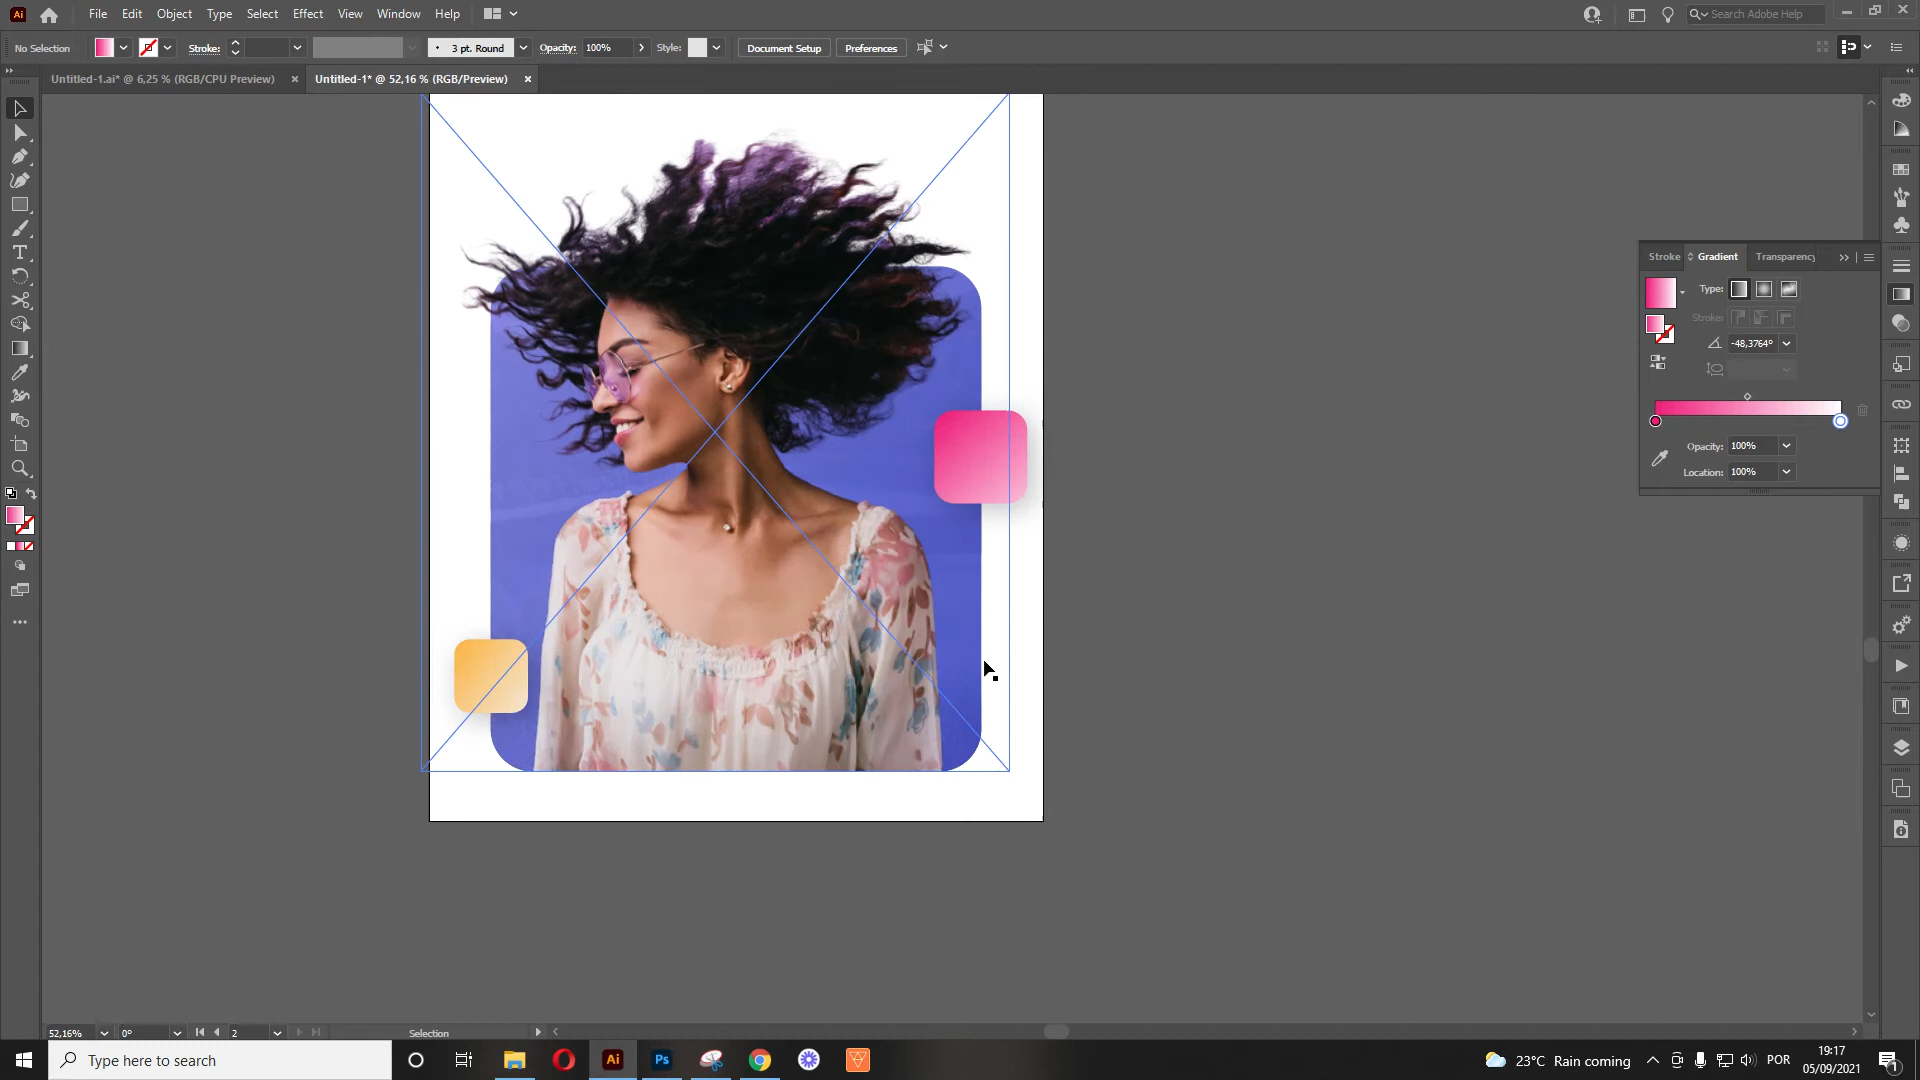 Ai File Edit Object Type Select Effect View Window Help Search Adobe Help
No Selection Stroke: 3 pt. Round Opacity: 100% Style: Document Setup Preferences
Untitled-1.ai* @ 6,25 % (RGB/CPU Preview) Untitled-1* @ 52,16 % (RGB/Preview)
Stroke Gradient Transparency
Type:
Stroke:
-48,3764°
Opacity: 100%
Location: 100%
52,16% 0° 2 Selection
Type here to search Ai Ps 23°C Rain coming POR 19:17
05/09/2021 1